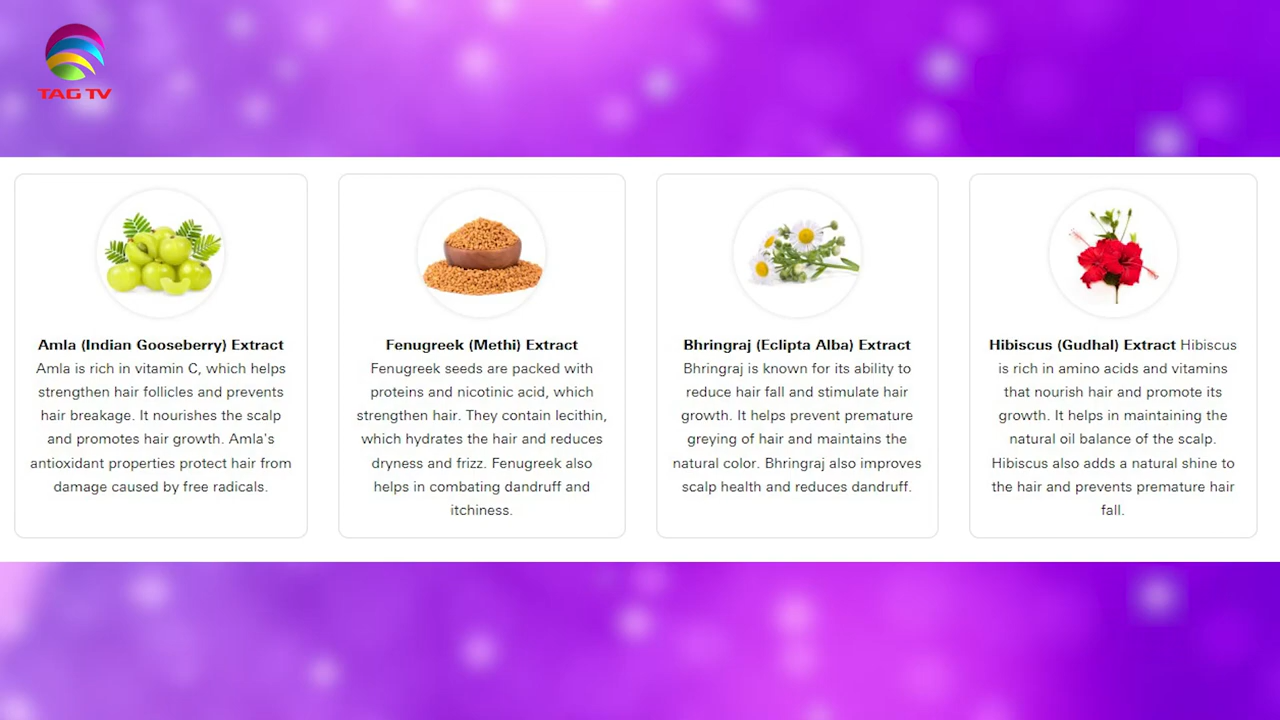 TAG TV
Amla (Indian Gooseberry) Extract
Amla is rich in vitamin C, which helps
strengthen hair follicles and prevents
hair breakage. It nourishes the scalp
and promotes hair growth. Amla's
antioxidant properties protect hair from
damage caused by free radicals.
Fenugreek (Methi) Extract
Fenugreek seeds are packed with
proteins and nicotinic acid, which
strengthen hair. They contain lecithin,
which hydrates the hair and reduces
dryness and frizz. Fenugreek also
helps in combating dandruff and
itchiness.
Bhringraj (Eclipta Alba) Extract
Bhringraj is known for its ability to
reduce hair fall and stimulate hair
growth. It helps prevent premature
greying of hair and maintains the
natural color. Bhringraj also improves
scalp health and reduces dandruff.
Hibiscus (Gudhal) Extract Hibiscus
is rich in amino acids and vitamins
that nourish hair and promote its
growth. It helps in maintaining the
natural oil balance of the scalp.
Hibiscus also adds a natural shine to
the hair and prevents premature hair
fall.